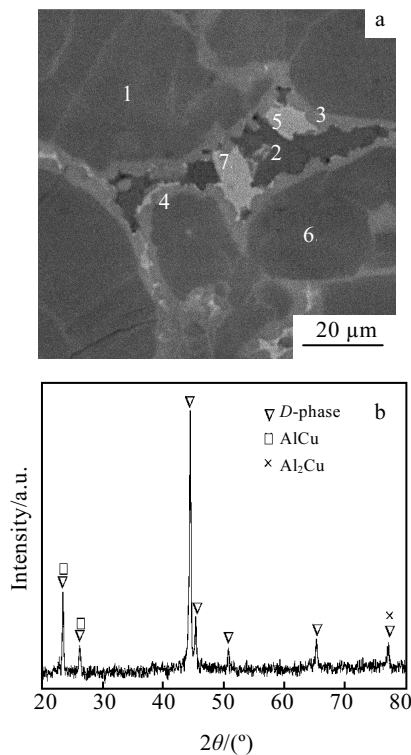 a
1
5
3
2
7
4
6
20 μm
b
D-phase
AlCu
Al₂Cu
Intensity/a.u.
20 30 40 50 60 70 80
2θ/(º)